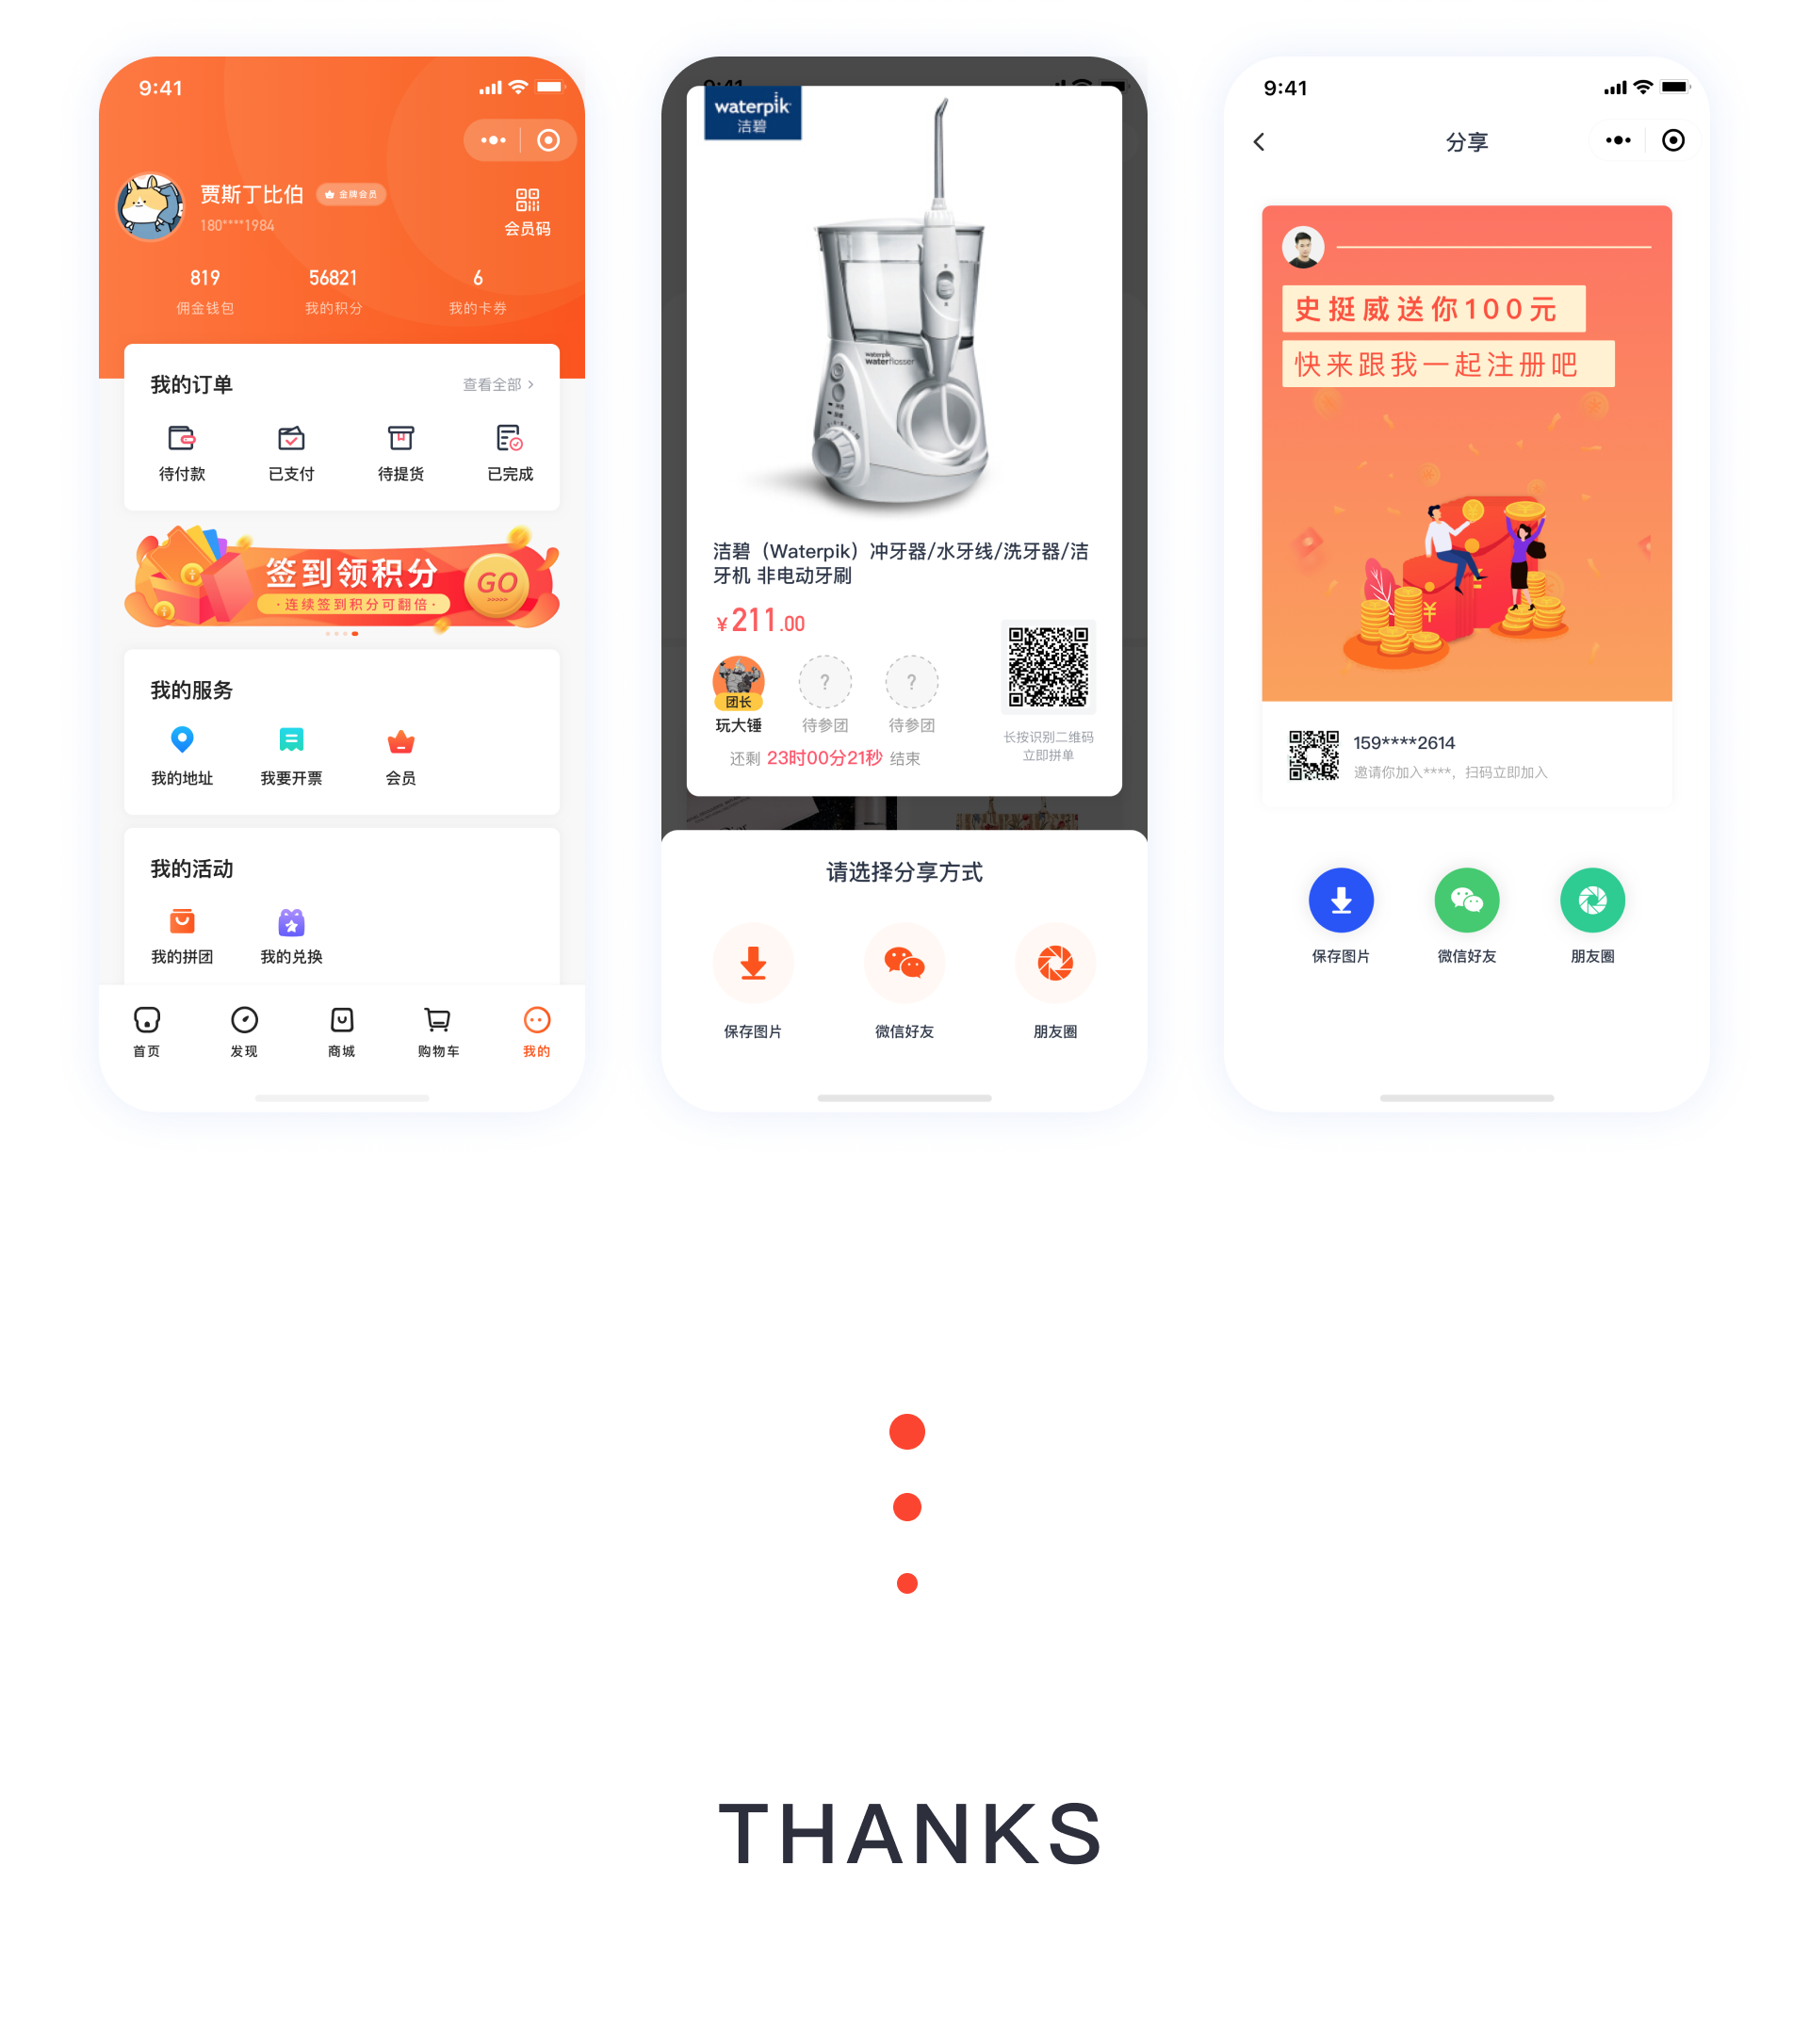 9:41
贾斯丁比伯
金牌会员
180****1984
会员码
819
56821
6
佣金钱包
我的积分
我的卡券
我的订单
查看全部
待付款
已支付
待提货
已完成
签到领积分
·连续签到积分可翻倍·
GO
>>>>>
我的服务
我的地址
我要开票
会员
我的活动
我的拼团
我的兑换
首页
发现
商城
购物车
我的
9:41
waterpik
洁碧
waterpik
waterflosser
洁碧（Waterpik）冲牙器/水牙线/洗牙器/洁
牙机 非电动牙刷
¥211.00
团长
?
?
玩大锤
待参团
待参团
还剩 23时00分21秒 结束
长按识别二维码
立即拼单
请选择分享方式
保存图片
微信好友
朋友圈
9:41
分享
史挺威送你100元
快来跟我一起注册吧
159****2614
邀请你加入****，扫码立即加入
保存图片
微信好友
朋友圈
THANKS